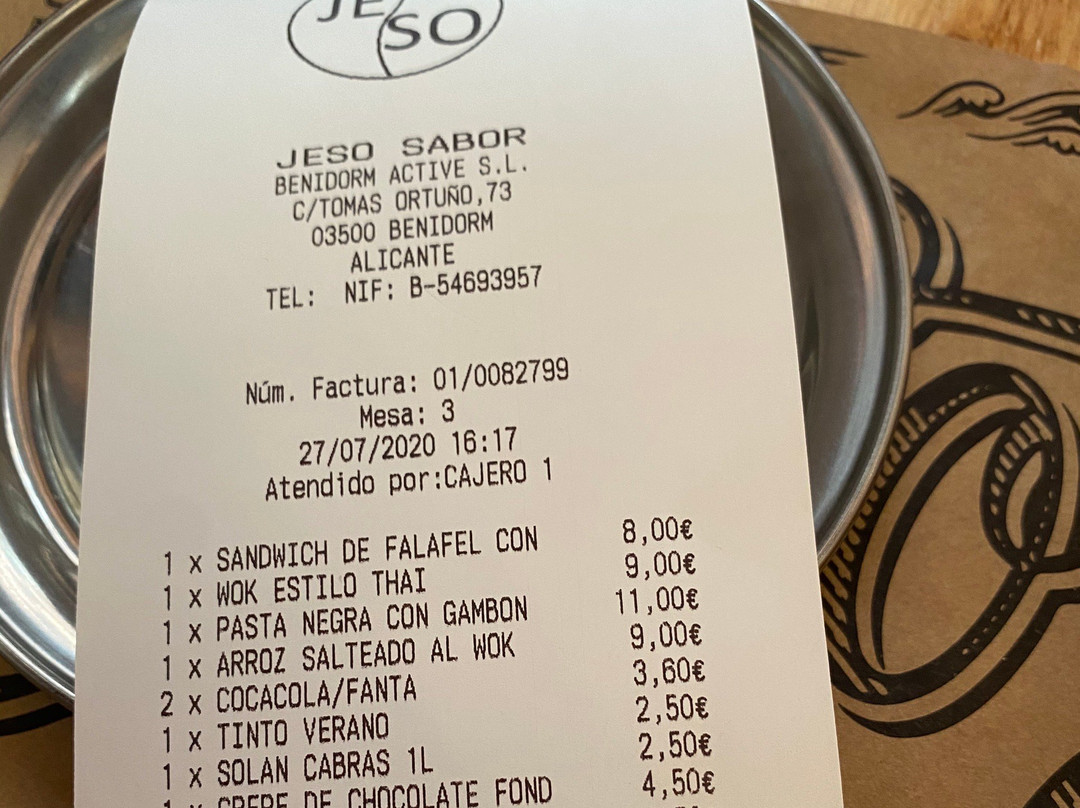 JE
SO
JESO SABOR
BENIDORM ACTIVE S.L.
C/TOMAS ORTUÑO,73
03500 BENIDORM
ALICANTE
TEL: NIF: B-54693957
Núm. Factura: 01/0082799
Mesa: 3
27/07/2020 16:17
Atendido por:CAJERO 1
1 x SANDWICH DE FALAFEL CON 8,00€
1 x WOK ESTILO THAI 9,00€
1 x PASTA NEGRA CON GAMBON 11,00€
1 x ARROZ SALTEADO AL WOK 9,00€
2 x COCACOLA/FANTA 3,60€
1 x TINTO VERANO 2,50€
1 x SOLAN CABRAS 1L 2,50€
1 x CREPE DE CHOCOLATE FOND 4,50€